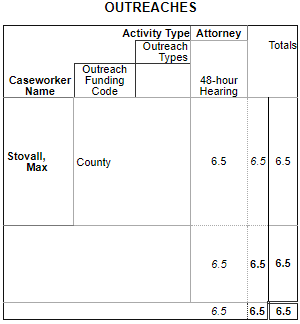 OUTREACHES
Activity Type Attorney
Outreach Types Totals
Caseworker Name Outreach Funding Code 48-hour Hearing
Stovall, Max County 6.5 6.5 6.5
6.5 6.5 6.5
6.5 6.5 6.5